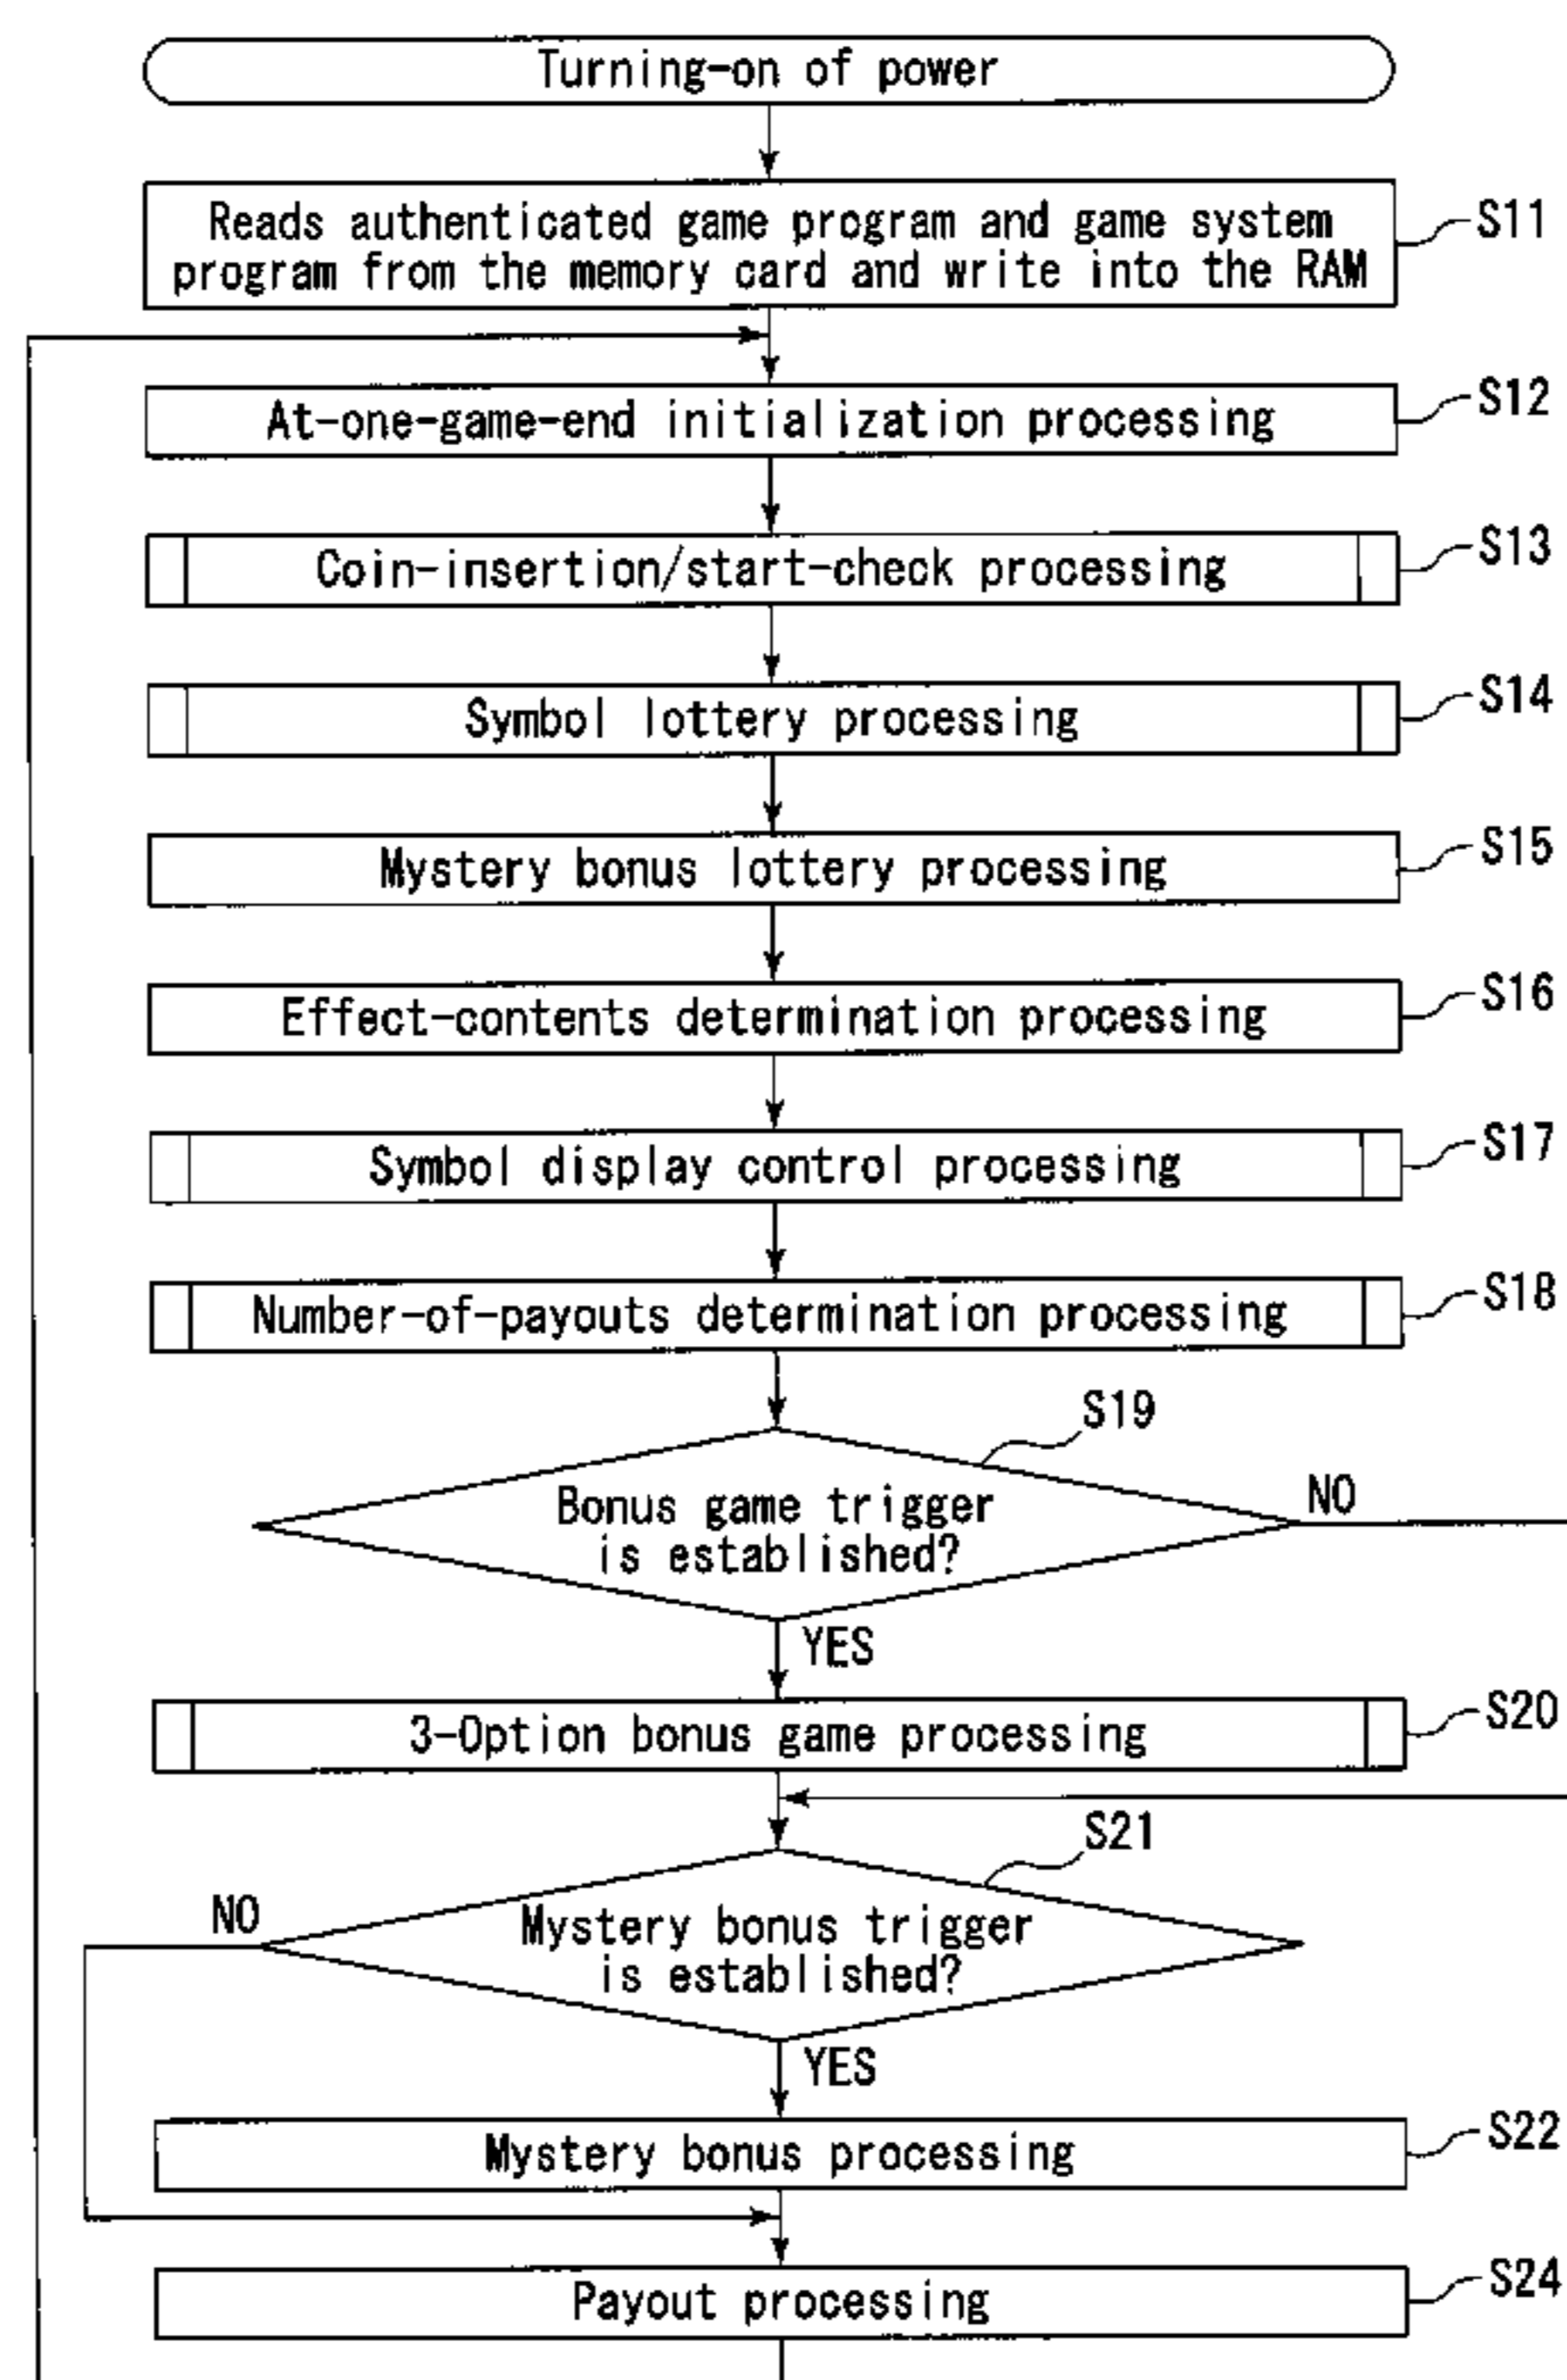 Turning-on of power
Reads authenticated game program and game system
program from the memory card and write into the RAM
S11
At-one-game-end initialization processing
S12
Coin-insertion/start-check processing
S13
Symbol lottery processing
S14
Mystery bonus lottery processing
S15
Effect-contents determination processing
S16
Symbol display control processing
S17
Number-of-payouts determination processing
S18
S19
Bonus game trigger
is established?
NO
YES
3-Option bonus game processing
S20
S21
NO
Mystery bonus trigger
is established?
YES
Mystery bonus processing
S22
Payout processing
S24